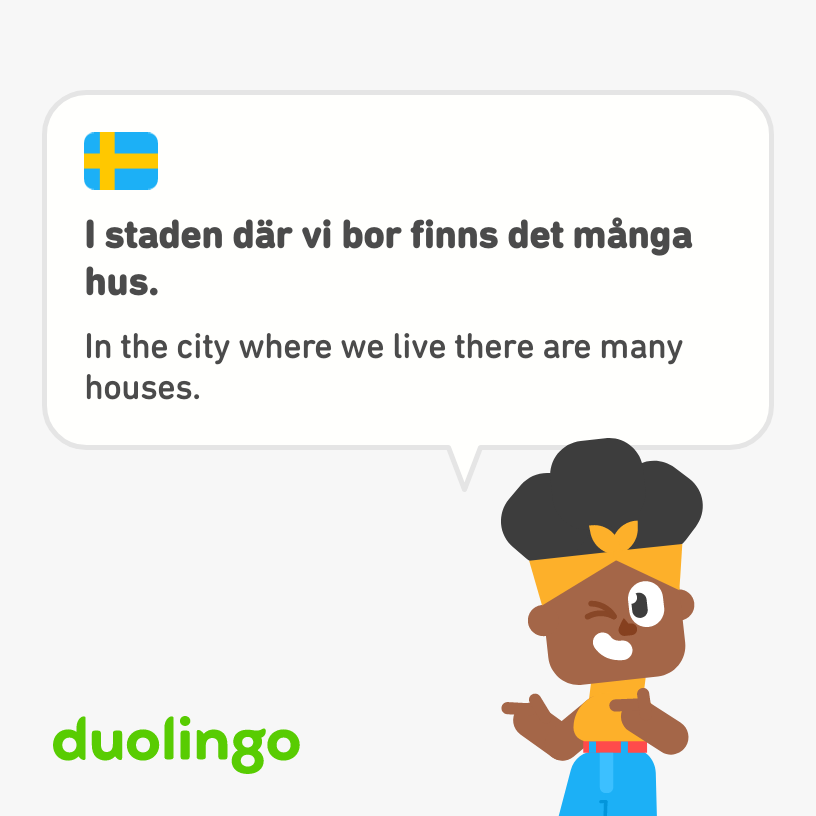 I staden där vi bor finns det många
hus.
In the city where we live there are many
houses.
duolingo